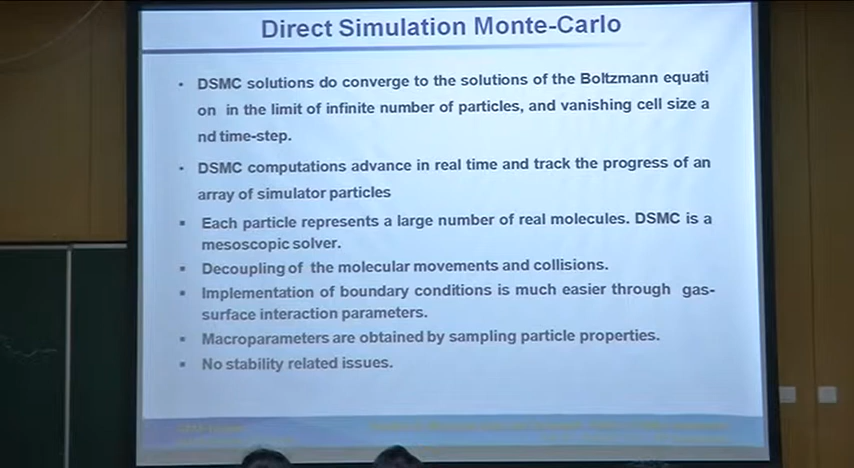 Direct Simulation Monte-Carlo
• DSMC solutions do converge to the solutions of the Boltzmann equati
on in the limit of infinite number of particles, and vanishing cell size a
nd time-step.
• DSMC computations advance in real time and track the progress of an
array of simulator particles
▪ Each particle represents a large number of real molecules. DSMC is a
mesoscopic solver.
▪ Decoupling of the molecular movements and collisions.
▪ Implementation of boundary conditions is much easier through gas-
surface interaction parameters.
▪ Macroparameters are obtained by sampling particle properties.
▪ No stability related issues.